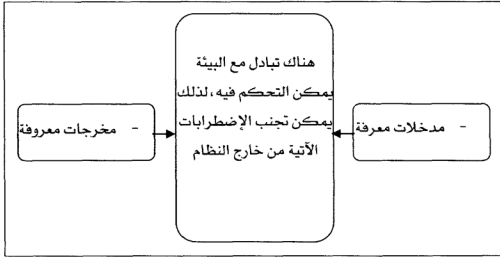 هناك تبادل مع البيئة
يمكن التحكم فيه، لذلك
يمكن تجنب الإضطرابات
الآتية من خارج النظام
- مدخلات معرفة
- مخرجات معروفة